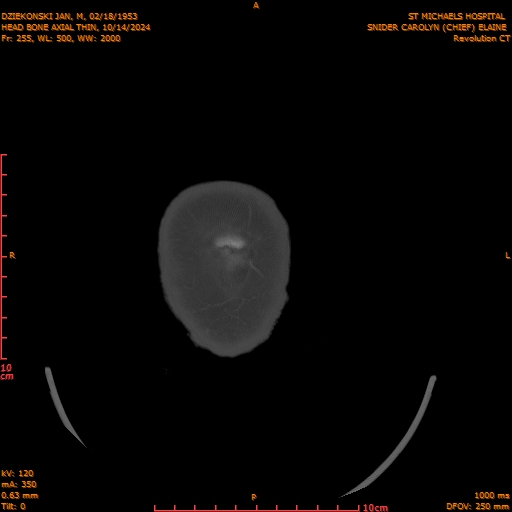 DZIEKONSKI JAN, M, 02/18/1953
HEAD BONE AXIAL THIN, 10/14/2024
Fr: 255, WL: 500, WW: 2000
A
ST MICHAELS HOSPITAL
SNIDER CAROLYN (CHIEF) ELAINE
Revolution CT
R
L
10
cm
kV: 120
mA: 350
0.63 mm
Tilt: 0
P
10cm
1000 ms
DFOV: 250 mm